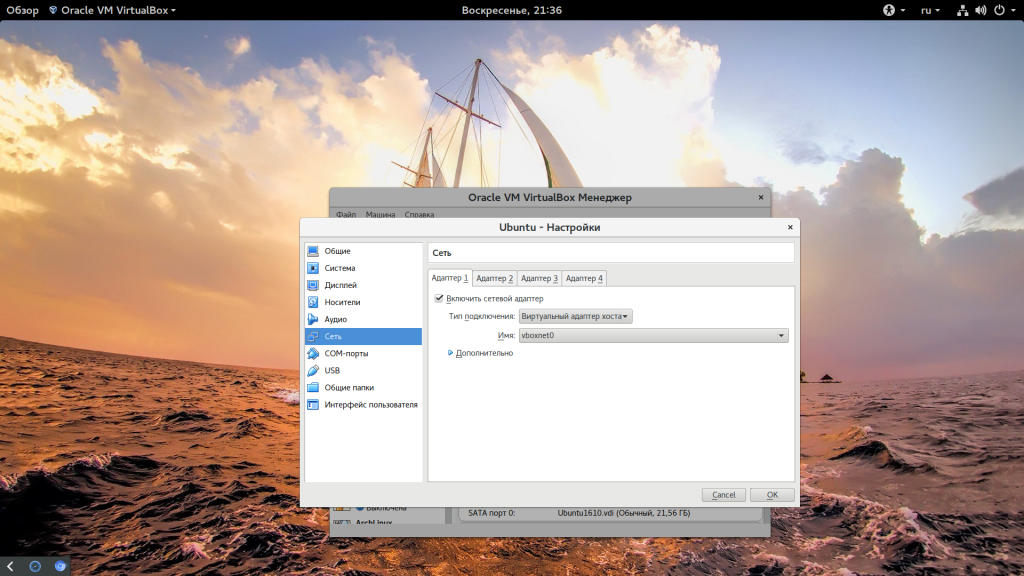 Обзор Oracle VM VirtualBox Воскресенье, 21:36 ru
Oracle VM VirtualBox Менеджер
Файл Машина Справка
Ubuntu - Настройки
Общие
Система
Дисплей
Носители
Аудио
Сеть
COM-порты
USB
Общие папки
Интерфейс пользователя
Сеть
Адаптер 1 Адаптер 2 Адаптер 3 Адаптер 4
Включить сетевой адаптер
Тип подключения: Виртуальный адаптер хоста
Имя: vboxnet0
Дополнительно
Cancel OK
Выключена
SATA порт 0: Ubuntu1610.vdi (Обычный, 21,56 ГБ)
ArchLinux